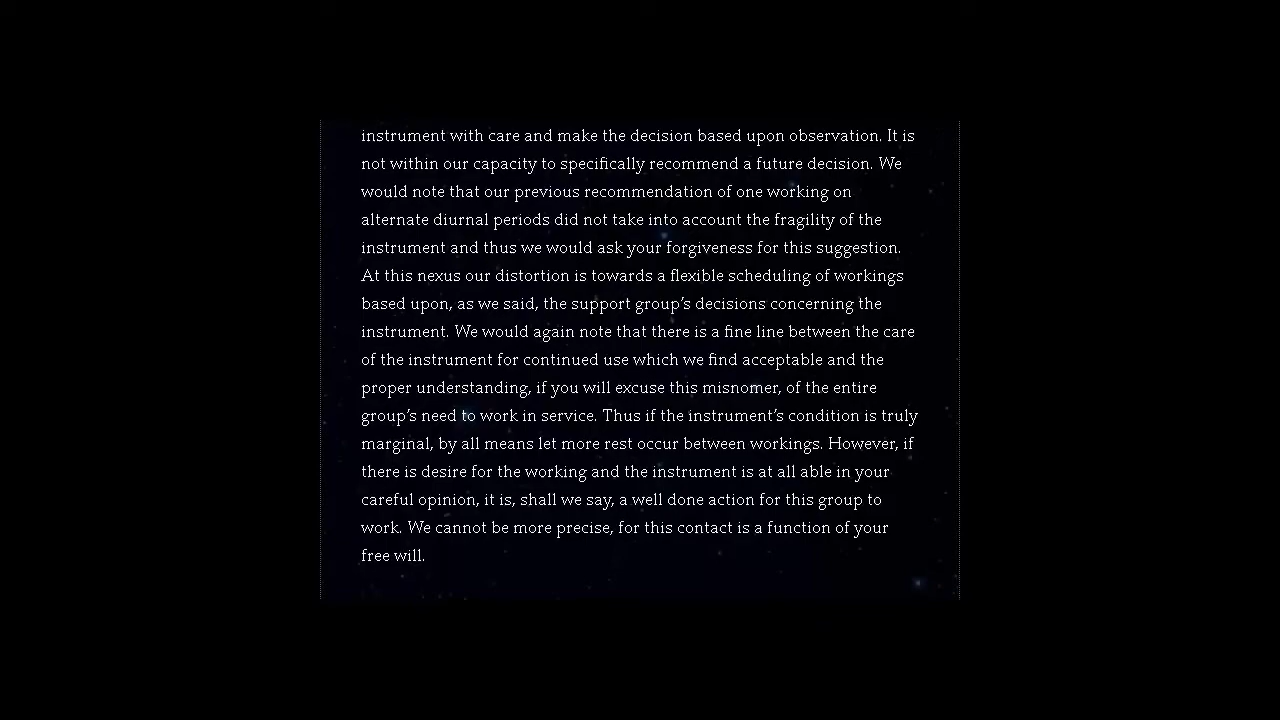 instrument with care and make the decision based upon observation. It is
not within our capacity to specifically recommend a future decision. We
would note that our previous recommendation of one working on
alternate diurnal periods did not take into account the fragility of the
instrument and thus we would ask your forgiveness for this suggestion.
At this nexus our distortion is towards a flexible scheduling of workings
based upon, as we said, the support group’s decisions concerning the
instrument. We would again note that there is a fine line between the care
of the instrument for continued use which we find acceptable and the
proper understanding, if you will excuse this misnomer, of the entire
group’s need to work in service. Thus if the instrument’s condition is truly
marginal, by all means let more rest occur between workings. However, if
there is desire for the working and the instrument is at all able in your
careful opinion, it is, shall we say, a well done action for this group to
work. We cannot be more precise, for this contact is a function of your
free will.